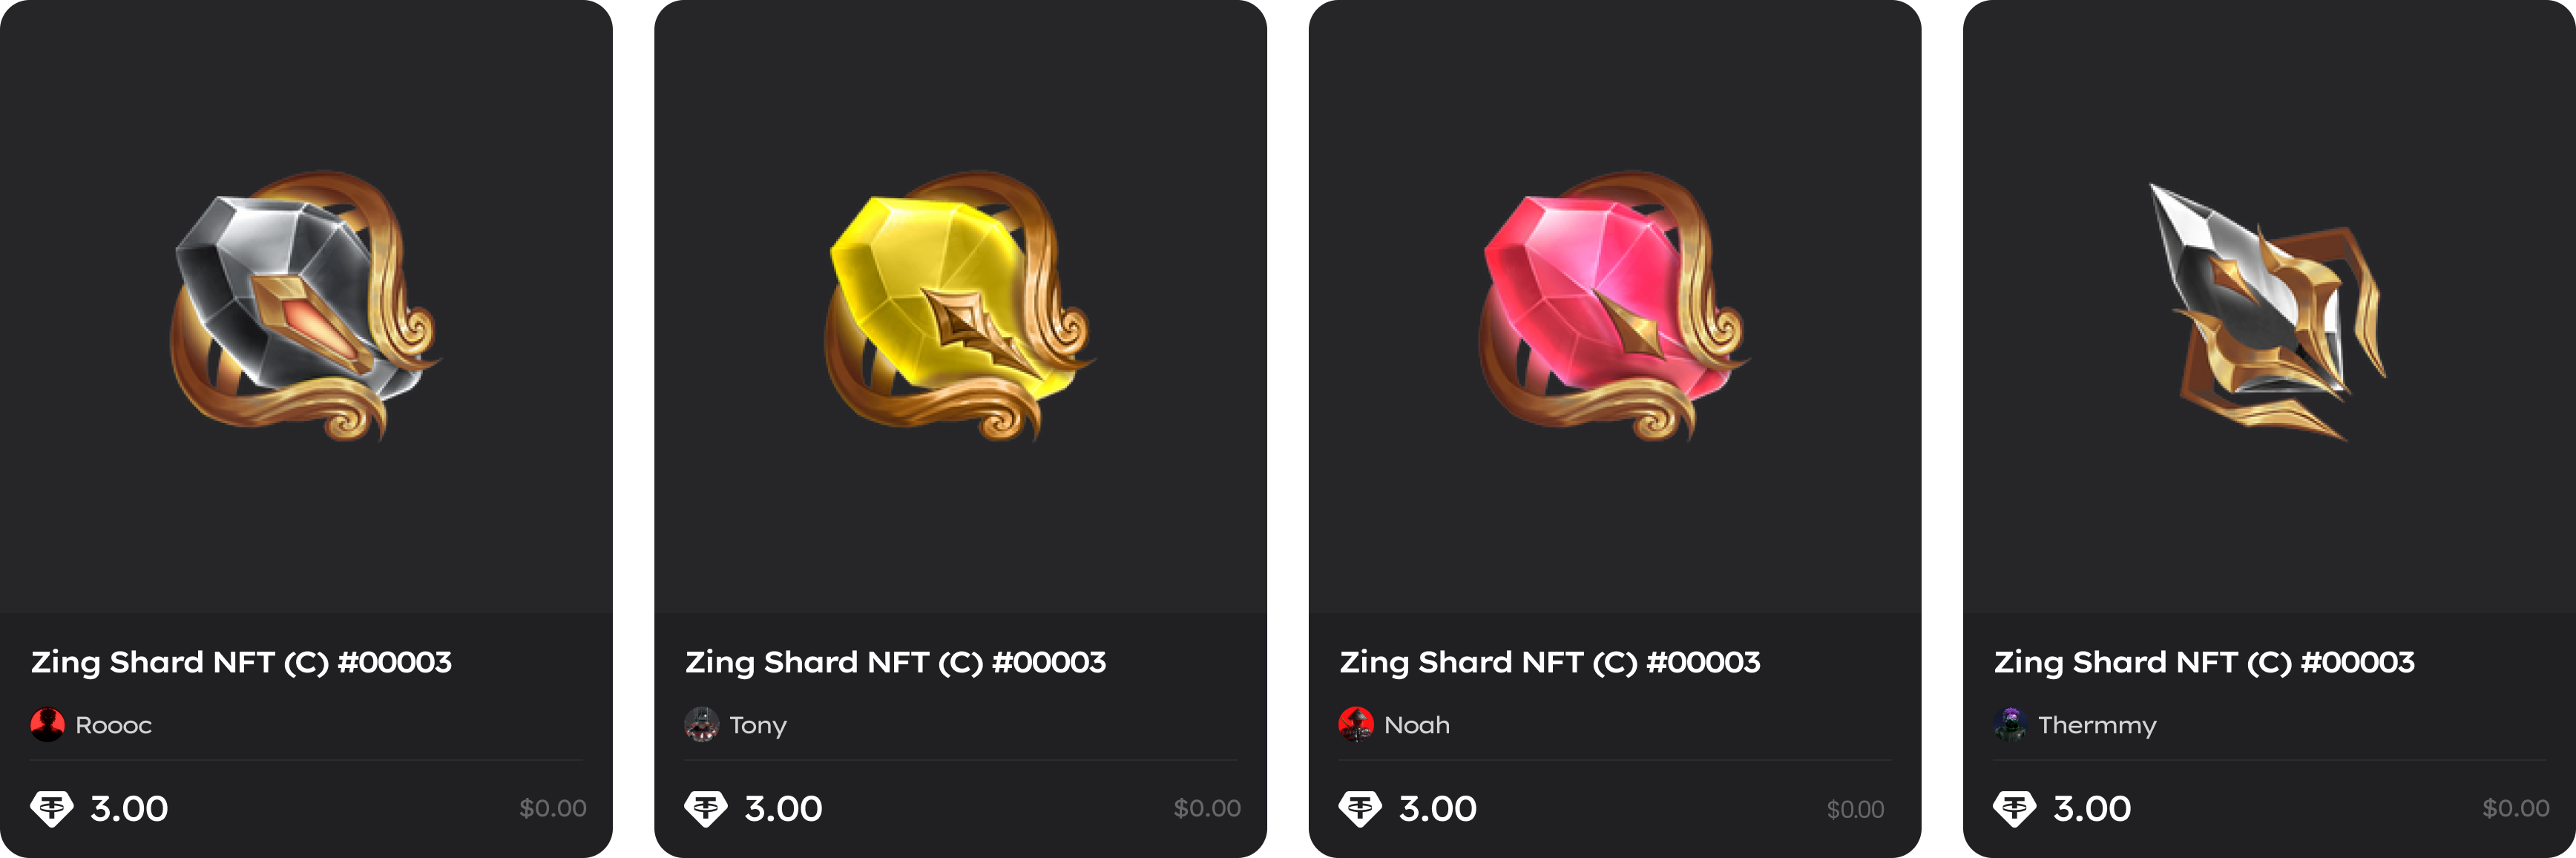 Zing Shard NFT (C) #00003
Roooc
3.00
$0.00
Zing Shard NFT (C) #00003
Tony
3.00
$0.00
Zing Shard NFT (C) #00003
Noah
3.00
$0.00
Zing Shard NFT (C) #00003
Thermmy
3.00
$0.00